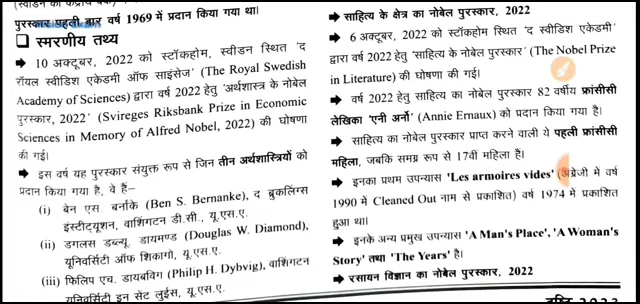 (स्वीडन का केंद्रीय बैंक)
पुरस्कार पहली बार वर्ष 1969 में प्रदान किया गया था।
❑ स्मरणीय तथ्य
➡ 10 अक्टूबर, 2022 को स्टॉकहोम, स्वीडन स्थित 'द
रॉयल स्वीडिश एकेडमी ऑफ साइंसेज' (The Royal Swedish
Academy of Sciences) द्वारा वर्ष 2022 हेतु 'अर्थशास्त्र के नोबेल
पुरस्कार, 2022' (Svireges Riksbank Prize in Economic
Sciences in Memory of Alfred Nobel, 2022) की घोषणा
की गई।
➡ इस वर्ष यह पुरस्कार संयुक्त रूप से जिन तीन अर्थशास्त्रियों को
प्रदान किया गया है, वे हैं–
(i) बेन एस. बर्नांके (Ben S. Bernanke), द ब्रुकलिंग्स
इंस्टीट्यूशन, वाशिंगटन डी.सी., यू.एस.ए.
(ii) डगलस डब्ल्यू. डायमण्ड (Douglas W. Diamond),
यूनिवर्सिटी ऑफ शिकागो, यू.एस.ए.
(iii) फिलिप एच. डायबविग (Philip H. Dybvig), वाशिंगटन
यूनिवर्सिटी इन सेंट लुईस, यू.एस.ए.
➡ साहित्य के क्षेत्र का नोबेल पुरस्कार, 2022
➡ 6 अक्टूबर, 2022 को स्टॉकहोम स्थित 'द स्वीडिश एकेडमी'
द्वारा वर्ष 2022 हेतु 'साहित्य के नोबेल पुरस्कार' (The Nobel Prize
in Literature) की घोषणा की गई।
➡ वर्ष 2022 हेतु साहित्य का नोबेल पुरस्कार 82 वर्षीय फ्रांसीसी
लेखिका 'एनी अर्नो' (Annie Ernaux) को प्रदान किया गया है।
➡ साहित्य का नोबेल पुरस्कार प्राप्त करने वाली ये पहली फ्रांसीसी
महिला, जबकि समग्र रूप से 17वीं महिला हैं।
➡ इनका प्रथम उपन्यास 'Les armoires vides' (अंग्रेजी में वर्ष
1990 में Cleaned Out नाम से प्रकाशित) वर्ष 1974 में प्रकाशित
हुआ था।
➡ इनके अन्य प्रमुख उपन्यास 'A Man's Place', 'A Woman's
Story' तथा 'The Years' है।
➡ रसायन विज्ञान का नोबेल पुरस्कार, 2022